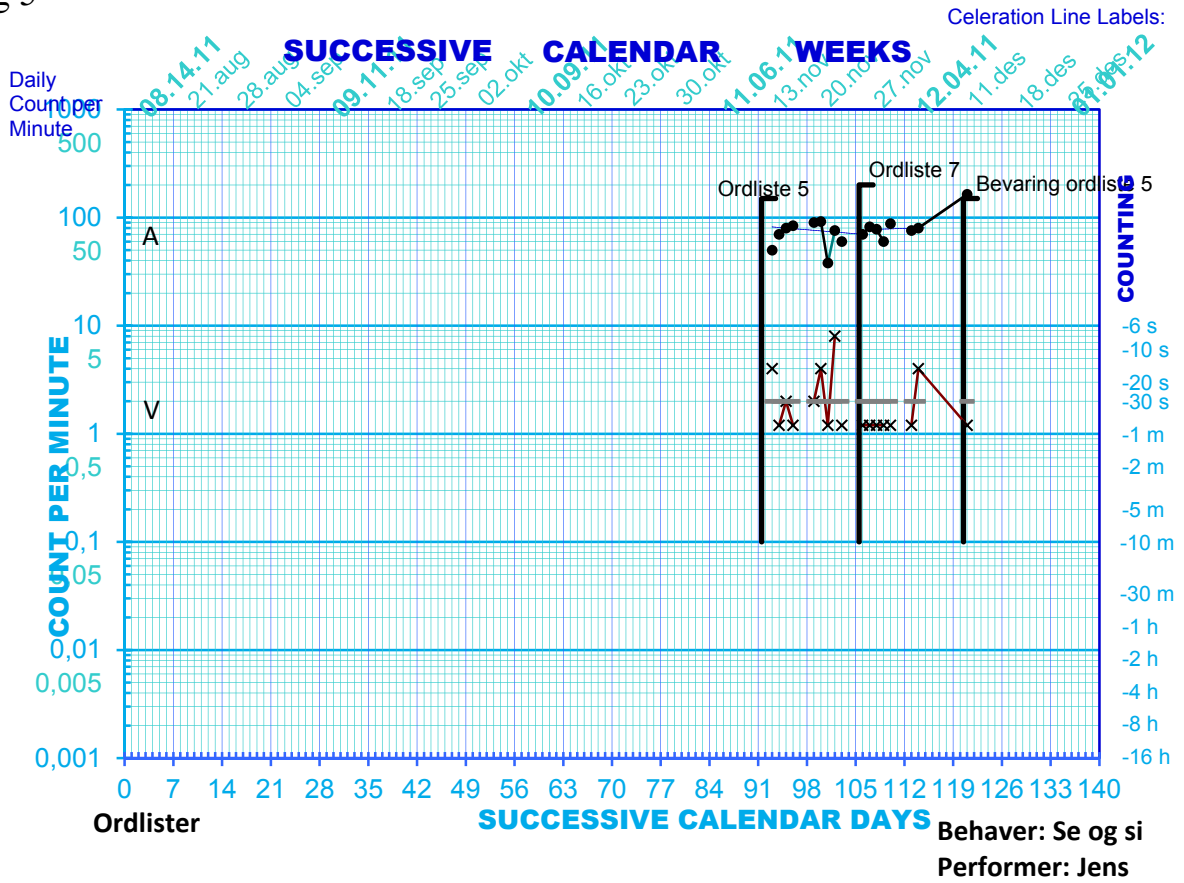 g 5
Celeration Line Labels:
SUCCESSIVE CALENDAR WEEKS
Daily
Count per
Minute
08.14.11
21.aug
28.aug
04.sep
09.11.11
18.sep
25.sep
02.okt
10.09.11
16.okt
23.okt
30.okt
11.06.11
13.nov
20.nov
27.nov
12.04.11
11.des
18.des
25.des.
01.01.12
1000
500
100
50
10
5
1
0,5
0,1
0,05
0,01
0,005
0,001
COUNT PER MINUTE
A
V
Ordliste 5
Ordliste 7
Bevaring ordliste 5
COUNTING
-6 s
-10 s
-20 s
-30 s
-1 m
-2 m
-5 m
-10 m
-30 m
-1 h
-2 h
-4 h
-8 h
-16 h
0 7 14 21 28 35 42 49 56 63 70 77 84 91 98 105 112 119 126 133 140
Ordlister
SUCCESSIVE CALENDAR DAYS
Behaver: Se og si
Performer: Jens